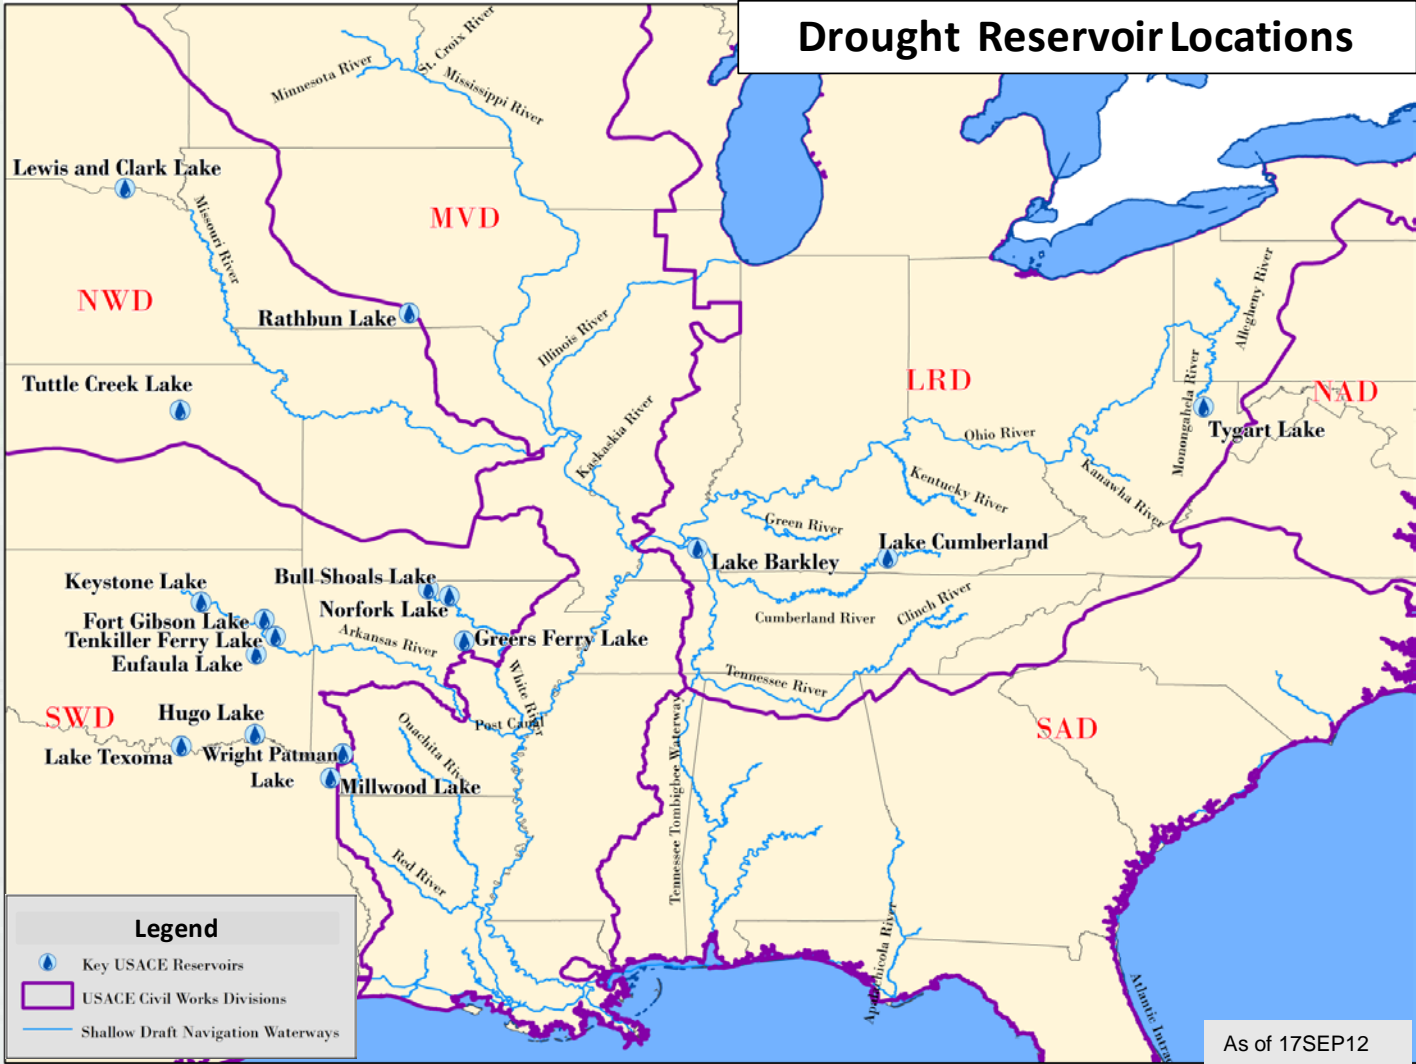 Drought Reservoir Locations
St. Croix River
Minnesota River
Mississippi River
Lewis and Clark Lake
Missouri River
MVD
NWD
Rathbun Lake
Illinois River
Allegheny River
Tuttle Creek Lake
LRD
NAD
Monongahela River
Tygart Lake
Kaskaskia River
Ohio River
Kanawha River
Kentucky River
Green River
Lake Cumberland
Lake Barkley
Keystone Lake
Bull Shoals Lake
Norfork Lake
Fort Gibson Lake
Tenkiller Ferry Lake
Eufaula Lake
Arkansas River
Greers Ferry Lake
Cumberland River
Clinch River
White River
Tennessee River
SWD
Hugo Lake
Post Canal
Ouachita River
SAD
Lake Texoma
Wright Patman
Lake
Millwood Lake
Tennessee Tombigbee Waterway
Red River
Apalachicola River
Atlantic Intra
Legend
Key USACE Reservoirs
USACE Civil Works Divisions
Shallow Draft Navigation Waterways
As of 17SEP12